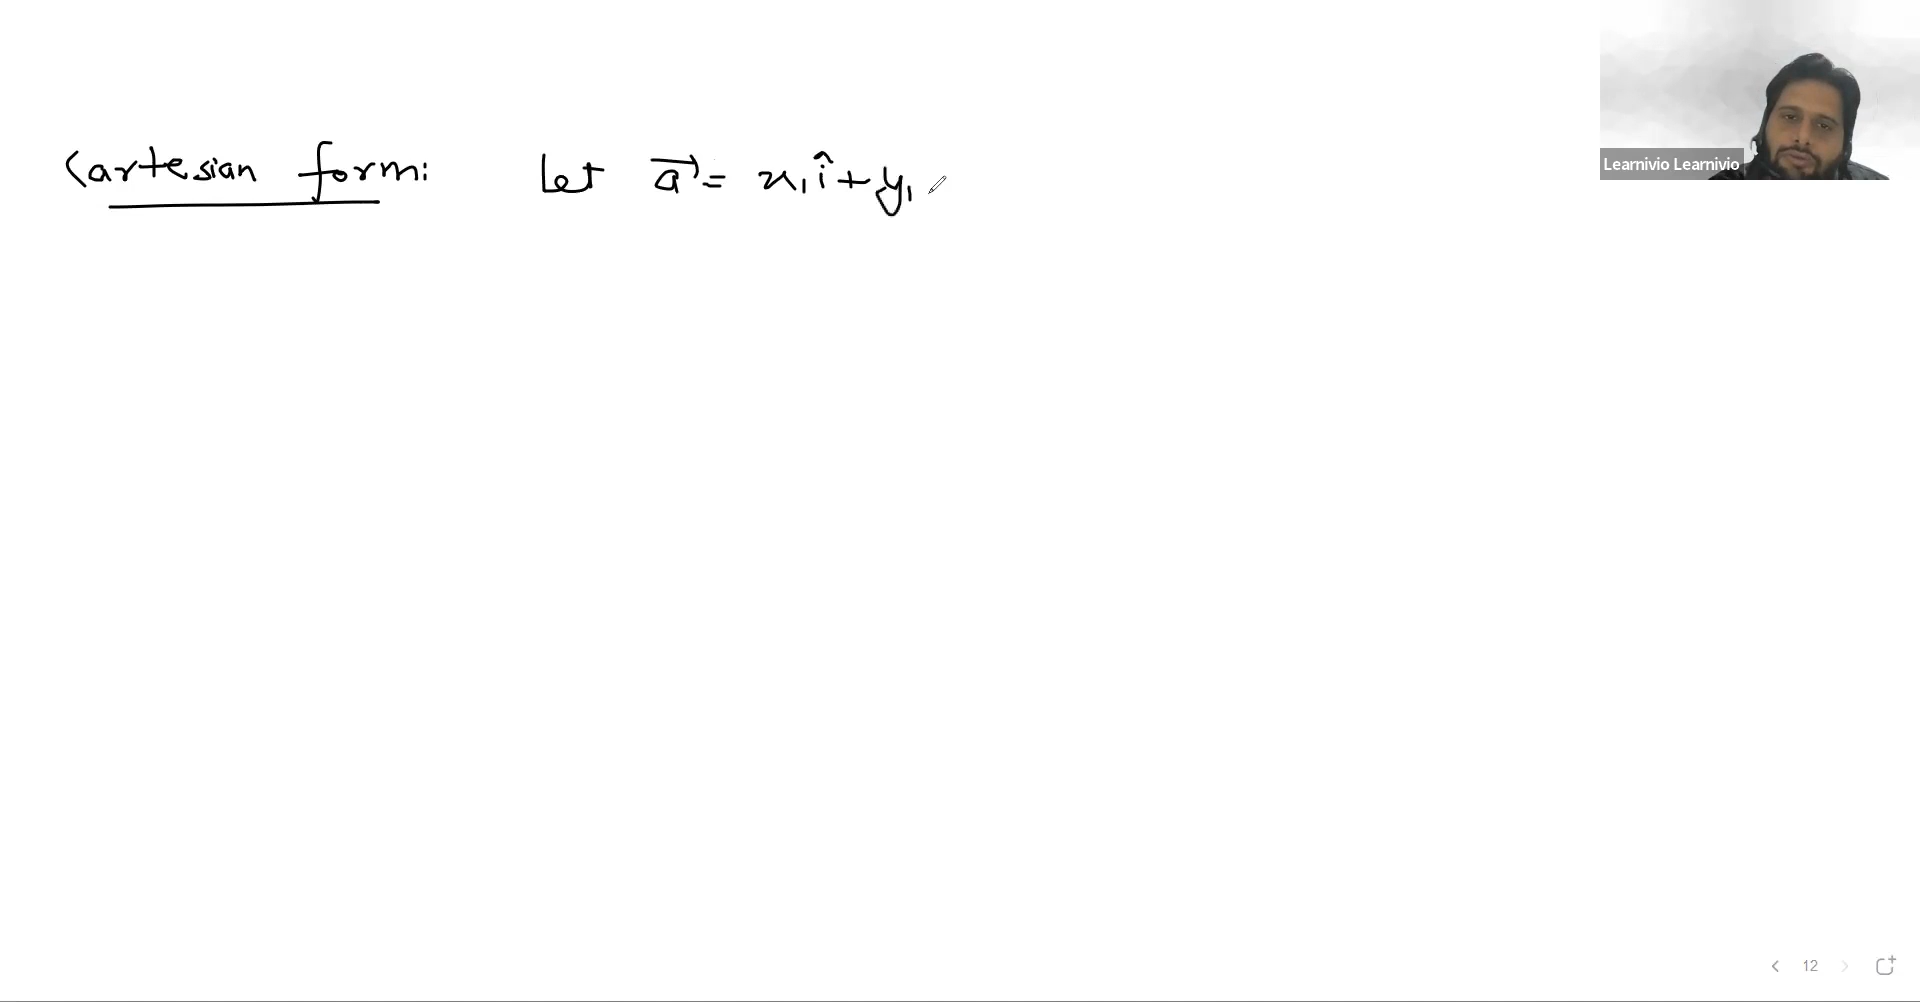 Cartesian form: Let a⃗ = x₁î + y₁
Learnivio Learnivio
12